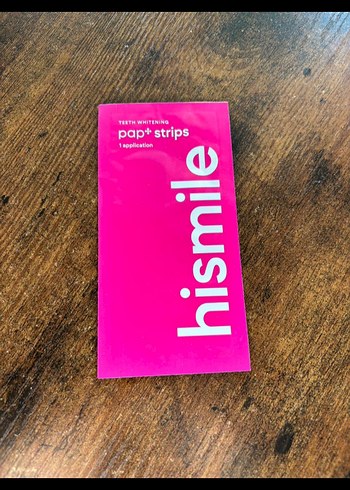 TEETH WHITENING
pap+ strips
1 application
hismile